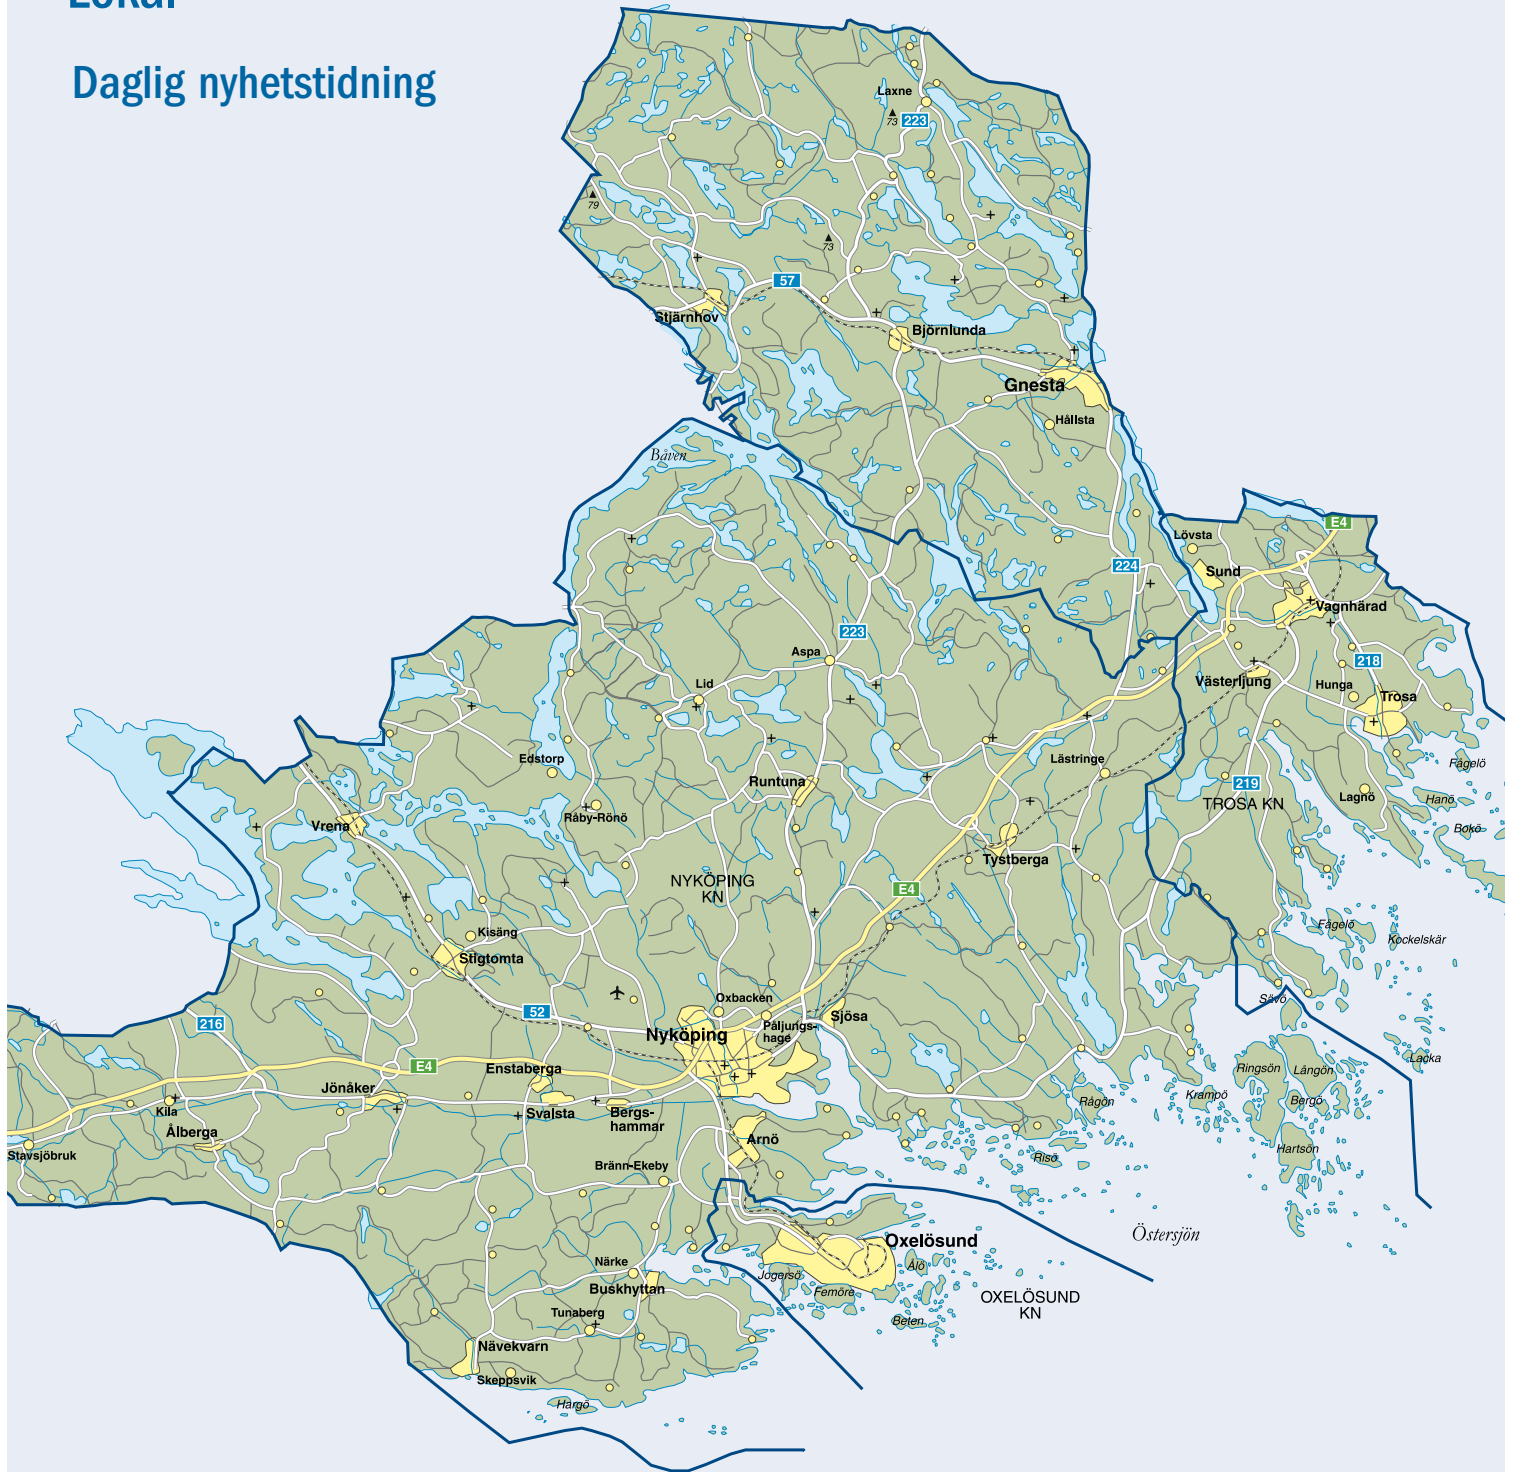 Lokal
Daglig nyhetstidning
Laxne
73
223
79
73
57
Stjärnhov
Björnlunda
Gnesta
Hållsta
Båven
E4
Lövsta
Sund
224
Vagnhärad
223
Aspa
218
Västerljung
Hunga
Trosa
Lid
Edstorp
Lästringe
Fågelö
Runtuna
219
TROSA KN
Lagnö
Hanö
Råby-Rönö
Vrena
Bokö
Tystberga
NYKÖPING
KN
E4
Fågelö
Kisäng
Kockelskär
Stigtomta
Oxbacken
Sävö
52
Sjösa
216
Påljungs-
hage
Nyköping
Lacka
E4
Enstaberga
Ringsön
Långön
Jönåker
Krampö
Rågön
Bergö
Kila
Svalsta
Bergs-
hammar
Ålberga
Arnö
Hartsön
Stavsjöbruk
Risö
Bränn-Ekeby
Östersjön
Oxelösund
Närke
Ålö
Jogersö
Buskhyttan
Femöre
OXELÖSUND
KN
Tunaberg
Beten
Nävekvarn
Skeppsvik
Hargö